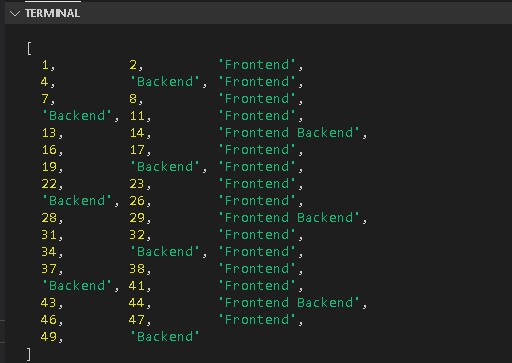 TERMINAL
[
1, 2, 'Frontend',
4, 'Backend', 'Frontend',
7, 8, 'Frontend',
'Backend', 11, 'Frontend',
13, 14, 'Frontend Backend',
16, 17, 'Frontend',
19, 'Backend', 'Frontend',
22, 23, 'Frontend',
'Backend', 26, 'Frontend',
28, 29, 'Frontend Backend',
31, 32, 'Frontend',
34, 'Backend', 'Frontend',
37, 38, 'Frontend',
'Backend', 41, 'Frontend',
43, 44, 'Frontend Backend',
46, 47, 'Frontend',
49, 'Backend'
]